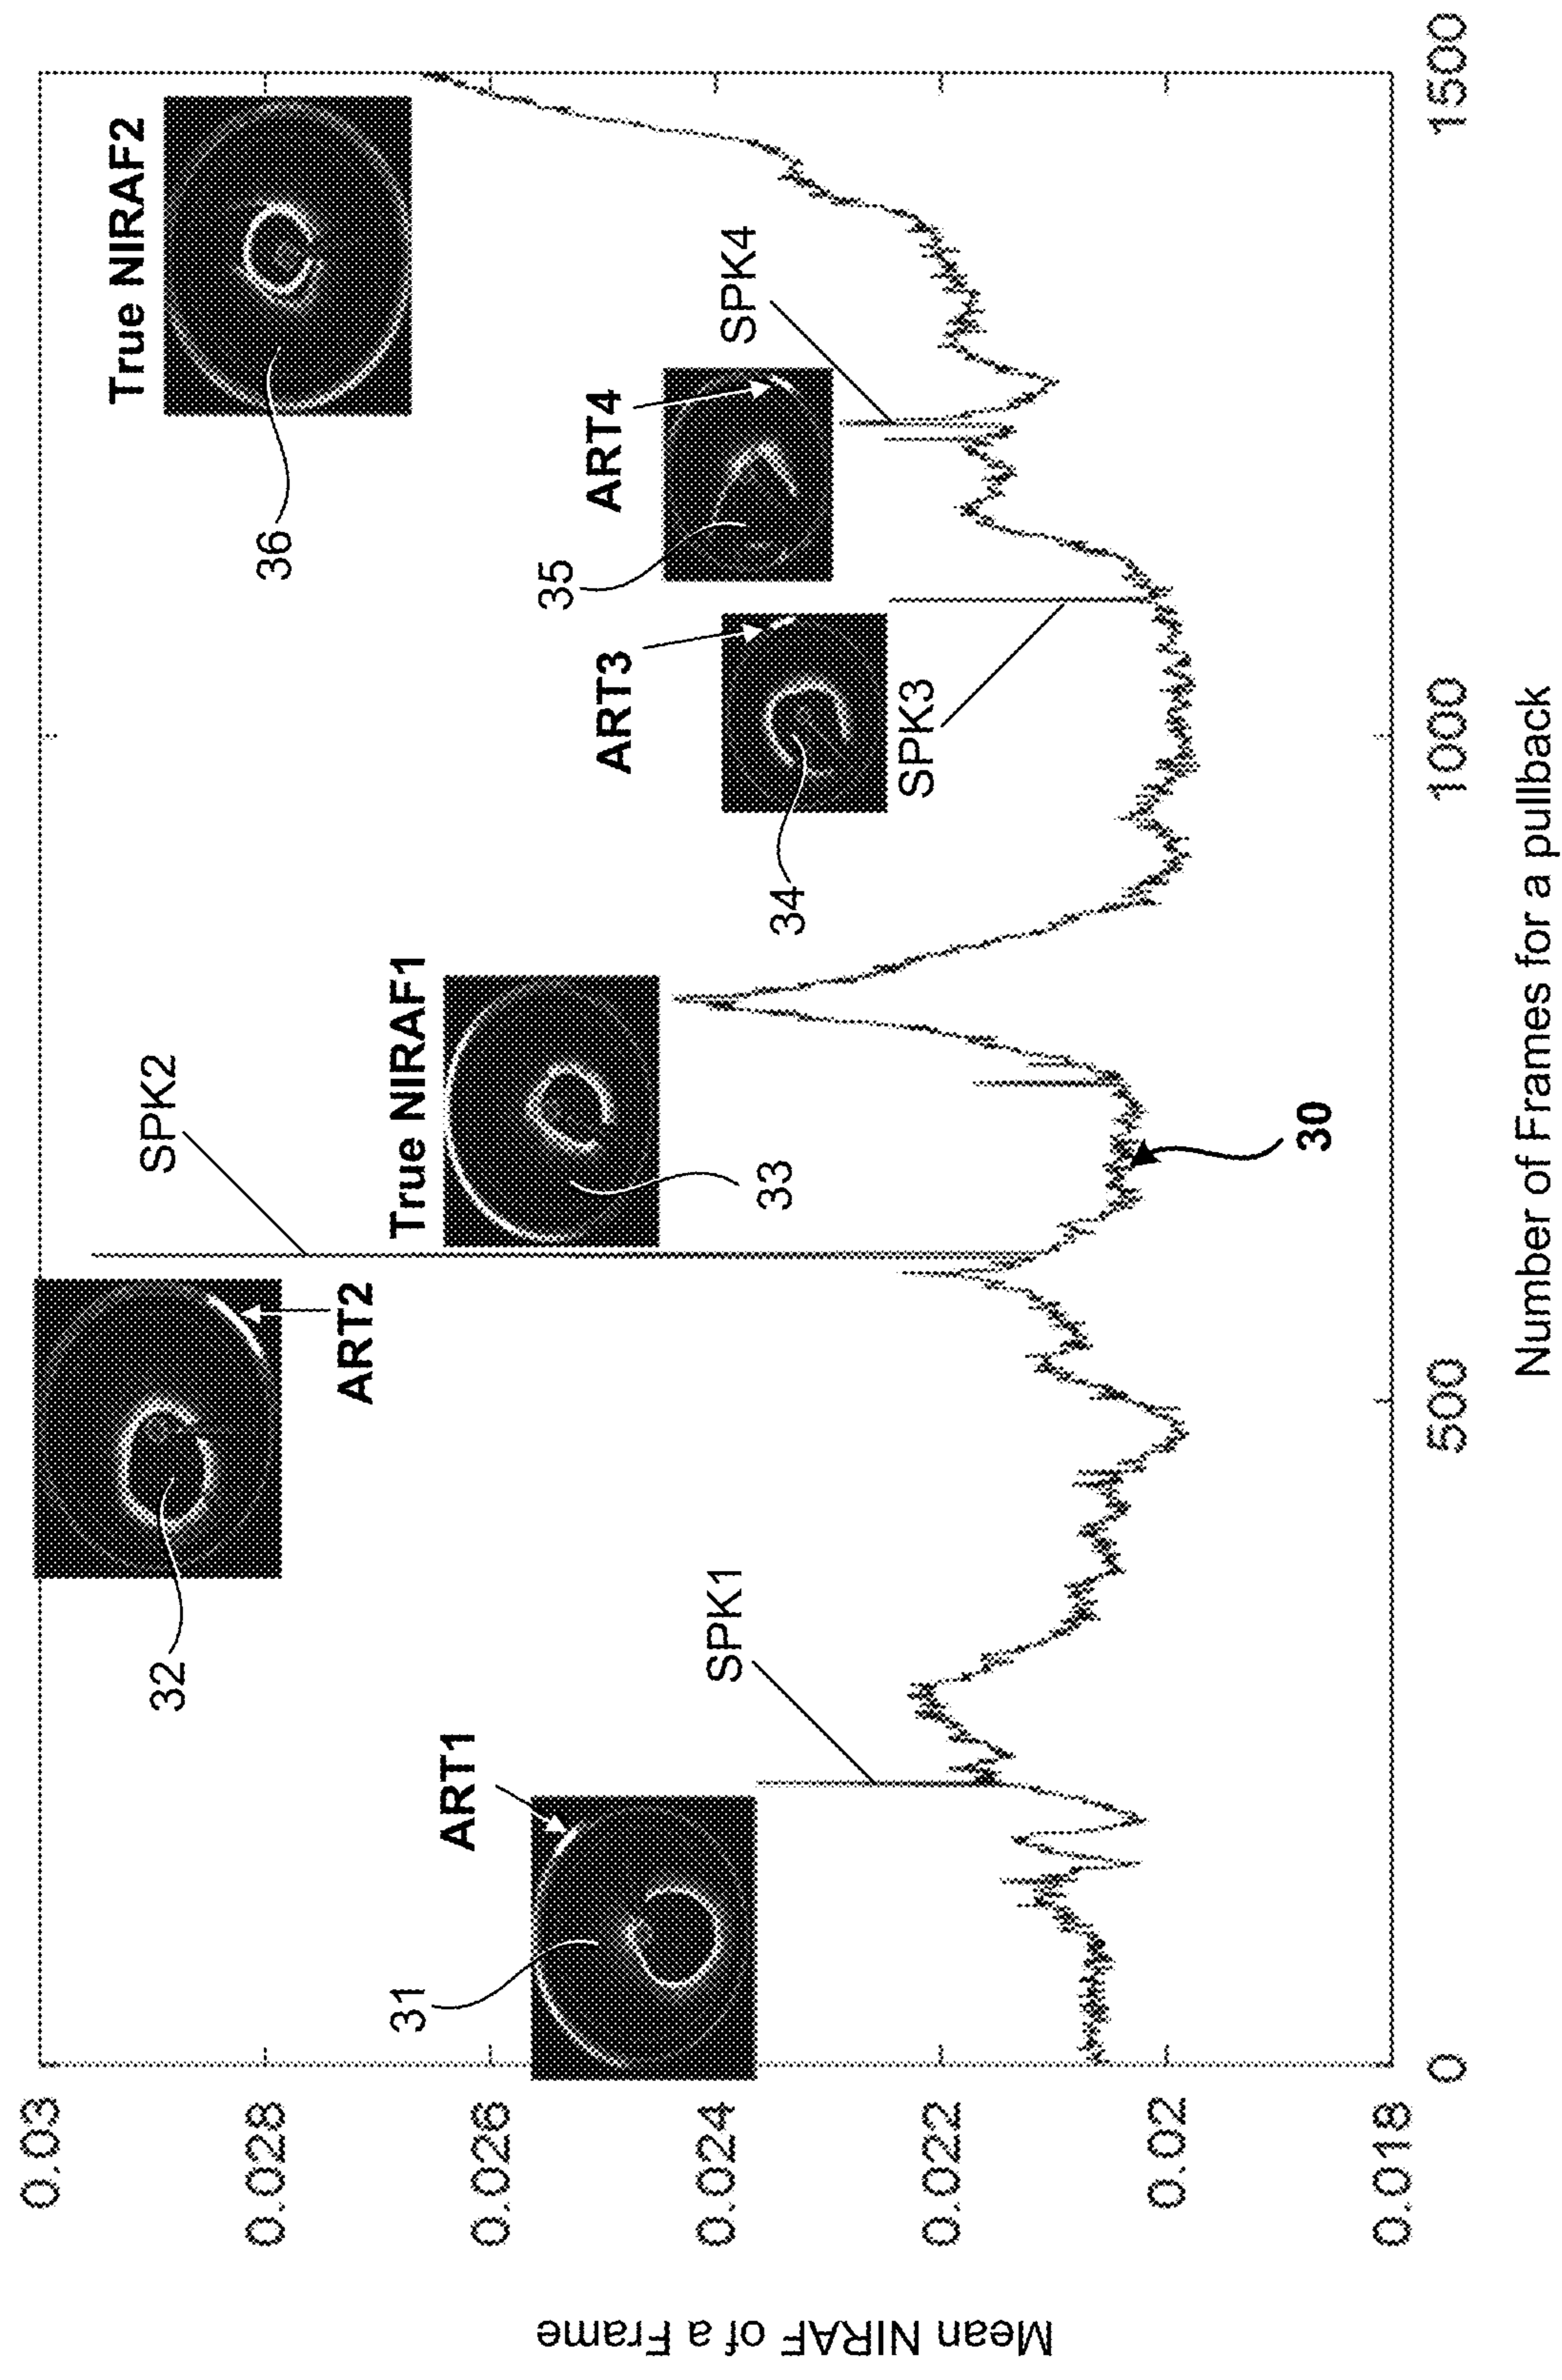 Mean NIRAF of a Frame
0.03
0.028
0.026
0.024
0.022
0.02
0.018
0
500
1000
1500
Number of Frames for a pullback
31
ART1
SPK1
32
ART2
SPK2
True NIRAF1
33
30
34
ART3
SPK3
35
ART4
SPK4
36
True NIRAF2